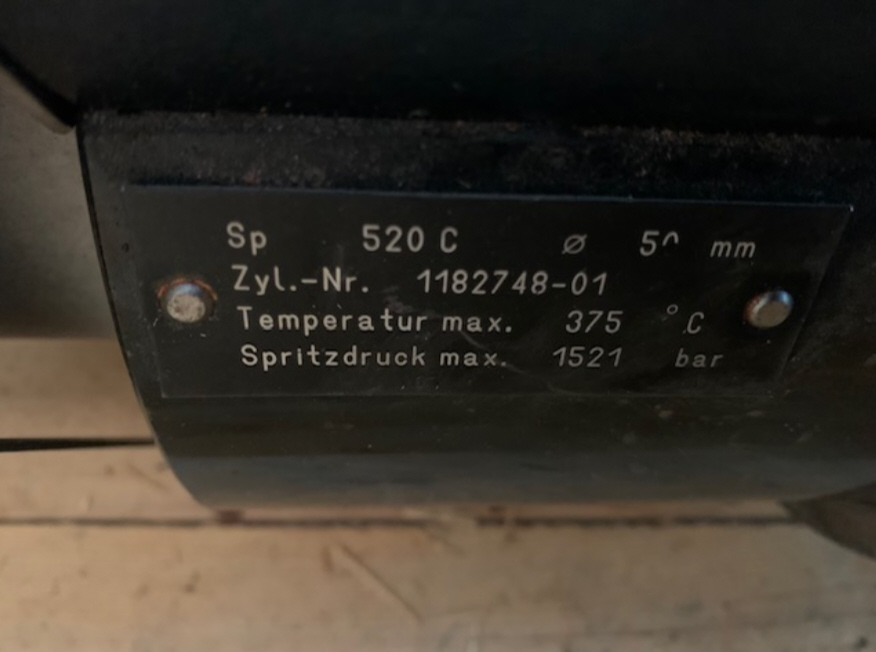 Sp 520 C ø mm
Zyl.-Nr. 1182748-01
Temperatur max. 375 °C
Spritzdruck max. 1521 bar